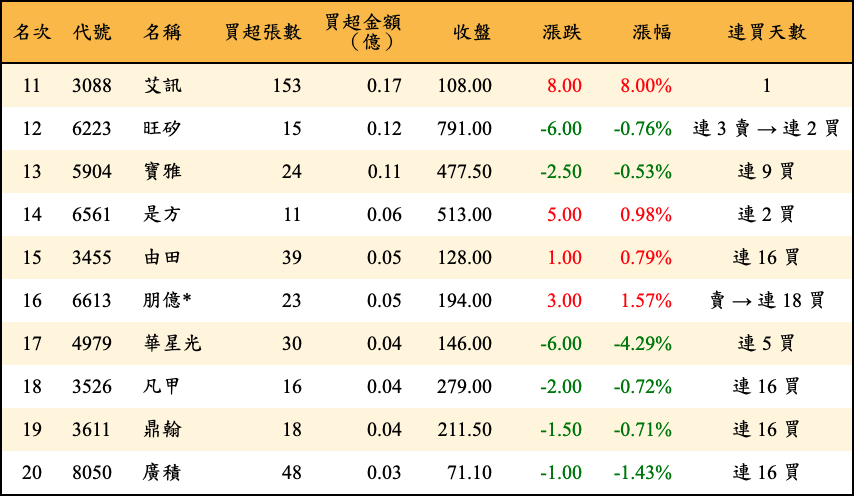 名次 代號 名稱 買超張數 買超金額（億） 收盤 漲跌 漲幅 連買天數
11 3088 艾訊 153 0.17 108.00 8.00 8.00% 1
12 6223 旺矽 15 0.12 791.00 -6.00 -0.76% 連 3 賣 → 連 2 買
13 5904 寶雅 24 0.11 477.50 -2.50 -0.53% 連 9 買
14 6561 是方 11 0.06 513.00 5.00 0.98% 連 2 買
15 3455 由田 39 0.05 128.00 1.00 0.79% 連 16 買
16 6613 朋億* 23 0.05 194.00 3.00 1.57% 賣 → 連 18 買
17 4979 華星光 30 0.04 146.00 -6.00 -4.29% 連 5 買
18 3526 凡甲 16 0.04 279.00 -2.00 -0.72% 連 16 買
19 3611 鼎翰 18 0.04 211.50 -1.50 -0.71% 連 16 買
20 8050 廣積 48 0.03 71.10 -1.00 -1.43% 連 16 買